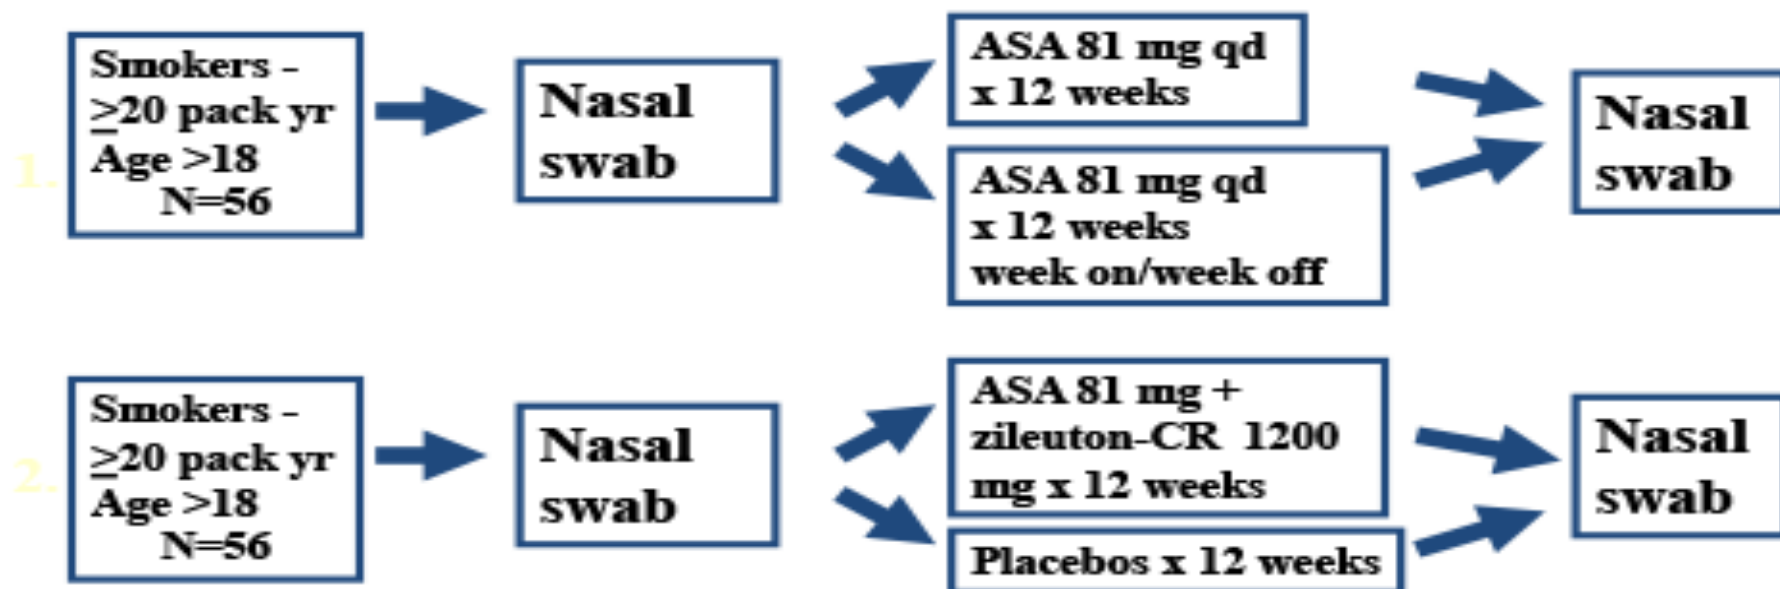 1.
Smokers -
≥20 pack yr
Age >18
N=56
Nasal
swab
ASA 81 mg qd
x 12 weeks
ASA 81 mg qd
x 12 weeks
week on/week off
Nasal
swab
2.
Smokers -
≥20 pack yr
Age >18
N=56
Nasal
swab
ASA 81 mg +
zileuton-CR 1200
mg x 12 weeks
Placebos x 12 weeks
Nasal
swab